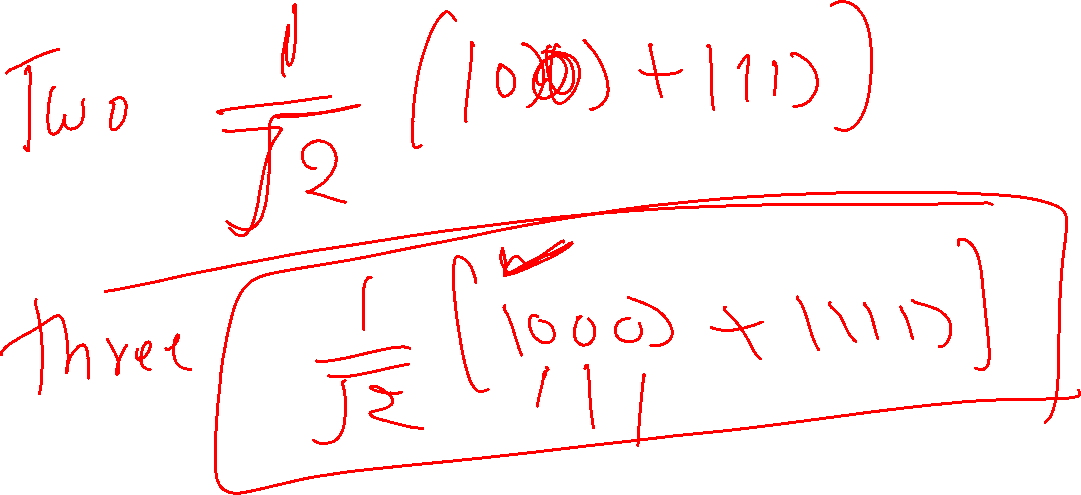 Two 1/√2 (|00⟩ + |11⟩)
three 1/√2 [|000⟩ + |111⟩]